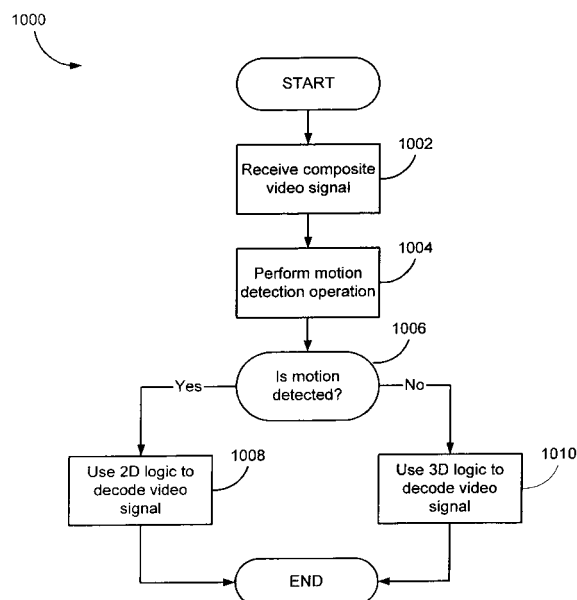 1000
START
1002
Receive composite
video signal
1004
Perform motion
detection operation
1006
Is motion
detected?
Yes
No
1008
Use 2D logic to
decode video
signal
1010
Use 3D logic to
decode video
signal
END